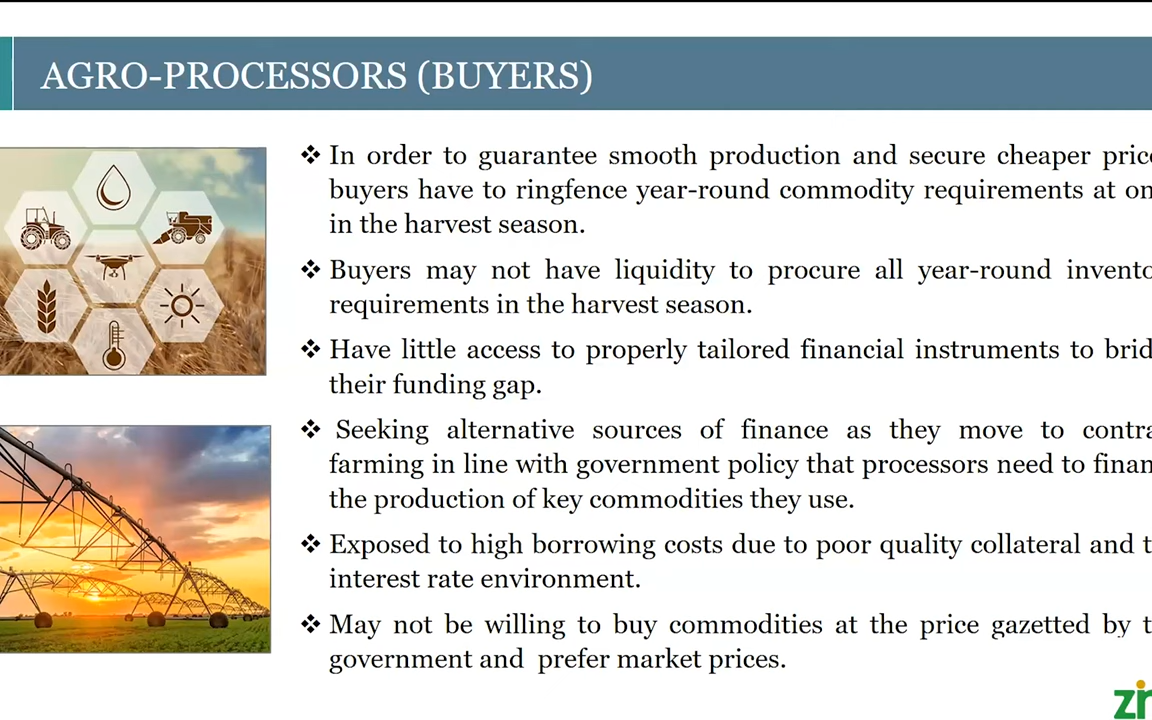 AGRO-PROCESSORS (BUYERS)
❖ In order to guarantee smooth production and secure cheaper price
buyers have to ringfence year-round commodity requirements at on
in the harvest season.
❖ Buyers may not have liquidity to procure all year-round invento
requirements in the harvest season.
❖ Have little access to properly tailored financial instruments to brid
their funding gap.
❖ Seeking alternative sources of finance as they move to contra
farming in line with government policy that processors need to finan
the production of key commodities they use.
❖ Exposed to high borrowing costs due to poor quality collateral and t
interest rate environment.
❖ May not be willing to buy commodities at the price gazetted by t
government and prefer market prices.